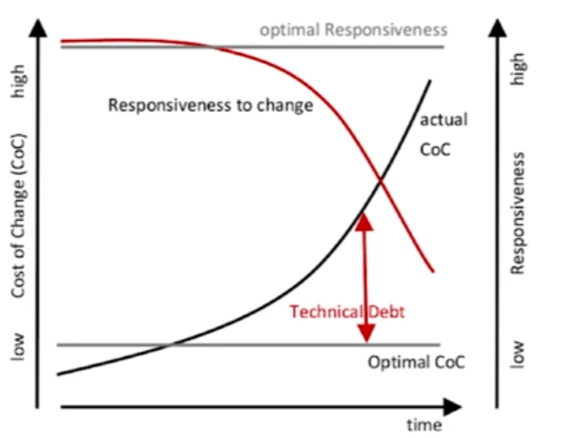 optimal Responsiveness
high
high
Responsiveness to change
actual
CoC
Cost of Change (CoC)
Responsiveness
Technical Debt
low
low
Optimal CoC
time